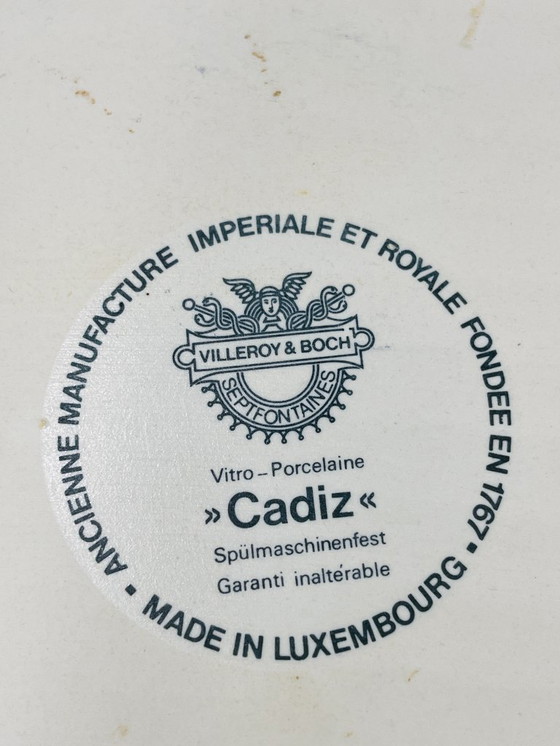 ANCIENNE MANUFACTURE IMPERIALE ET ROYALE FONDEE EN 1767
VILLEROY & BOCH
SEPTFONTAINES
Vitro - Porcelaine
»Cadiz«
Spülmaschinenfest
Garanti inaltérable
• MADE IN LUXEMBOURG •